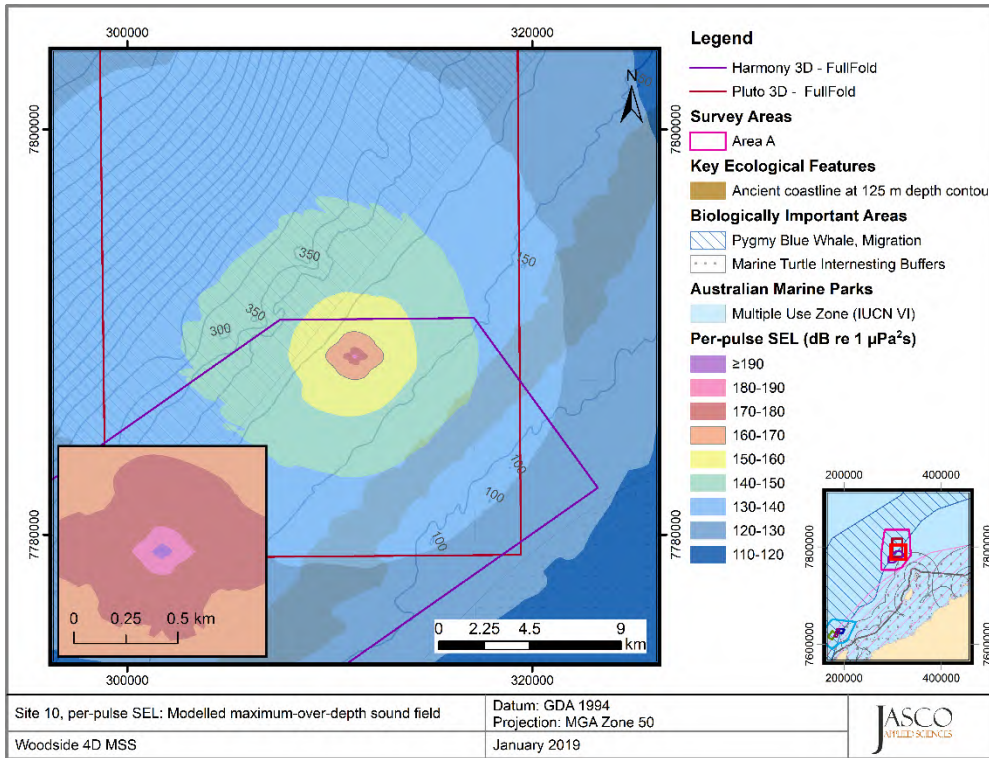 300000
320000
7800000
7800000
7780000
7780000
N
350
350
300
150
100
100
100
0 0.25 0.5 km
0 2.25 4.5 9
km
300000
320000
Legend
Harmony 3D - FullFold
Pluto 3D - FullFold
Survey Areas
Area A
Key Ecological Features
Ancient coastline at 125 m depth contour
Biologically Important Areas
Pygmy Blue Whale, Migration
Marine Turtle Internesting Buffers
Australian Marine Parks
Multiple Use Zone (IUCN VI)
Per-pulse SEL (dB re 1 µPa²s)
≥190
180-190
170-180
160-170
150-160
140-150
130-140
120-130
110-120
200000 400000
7800000
7800000
7600000
7600000
200000 400000
Site 10, per-pulse SEL: Modelled maximum-over-depth sound field
Datum: GDA 1994
Projection: MGA Zone 50
Woodside 4D MSS
January 2019
JASCO
APPLIED SCIENCES